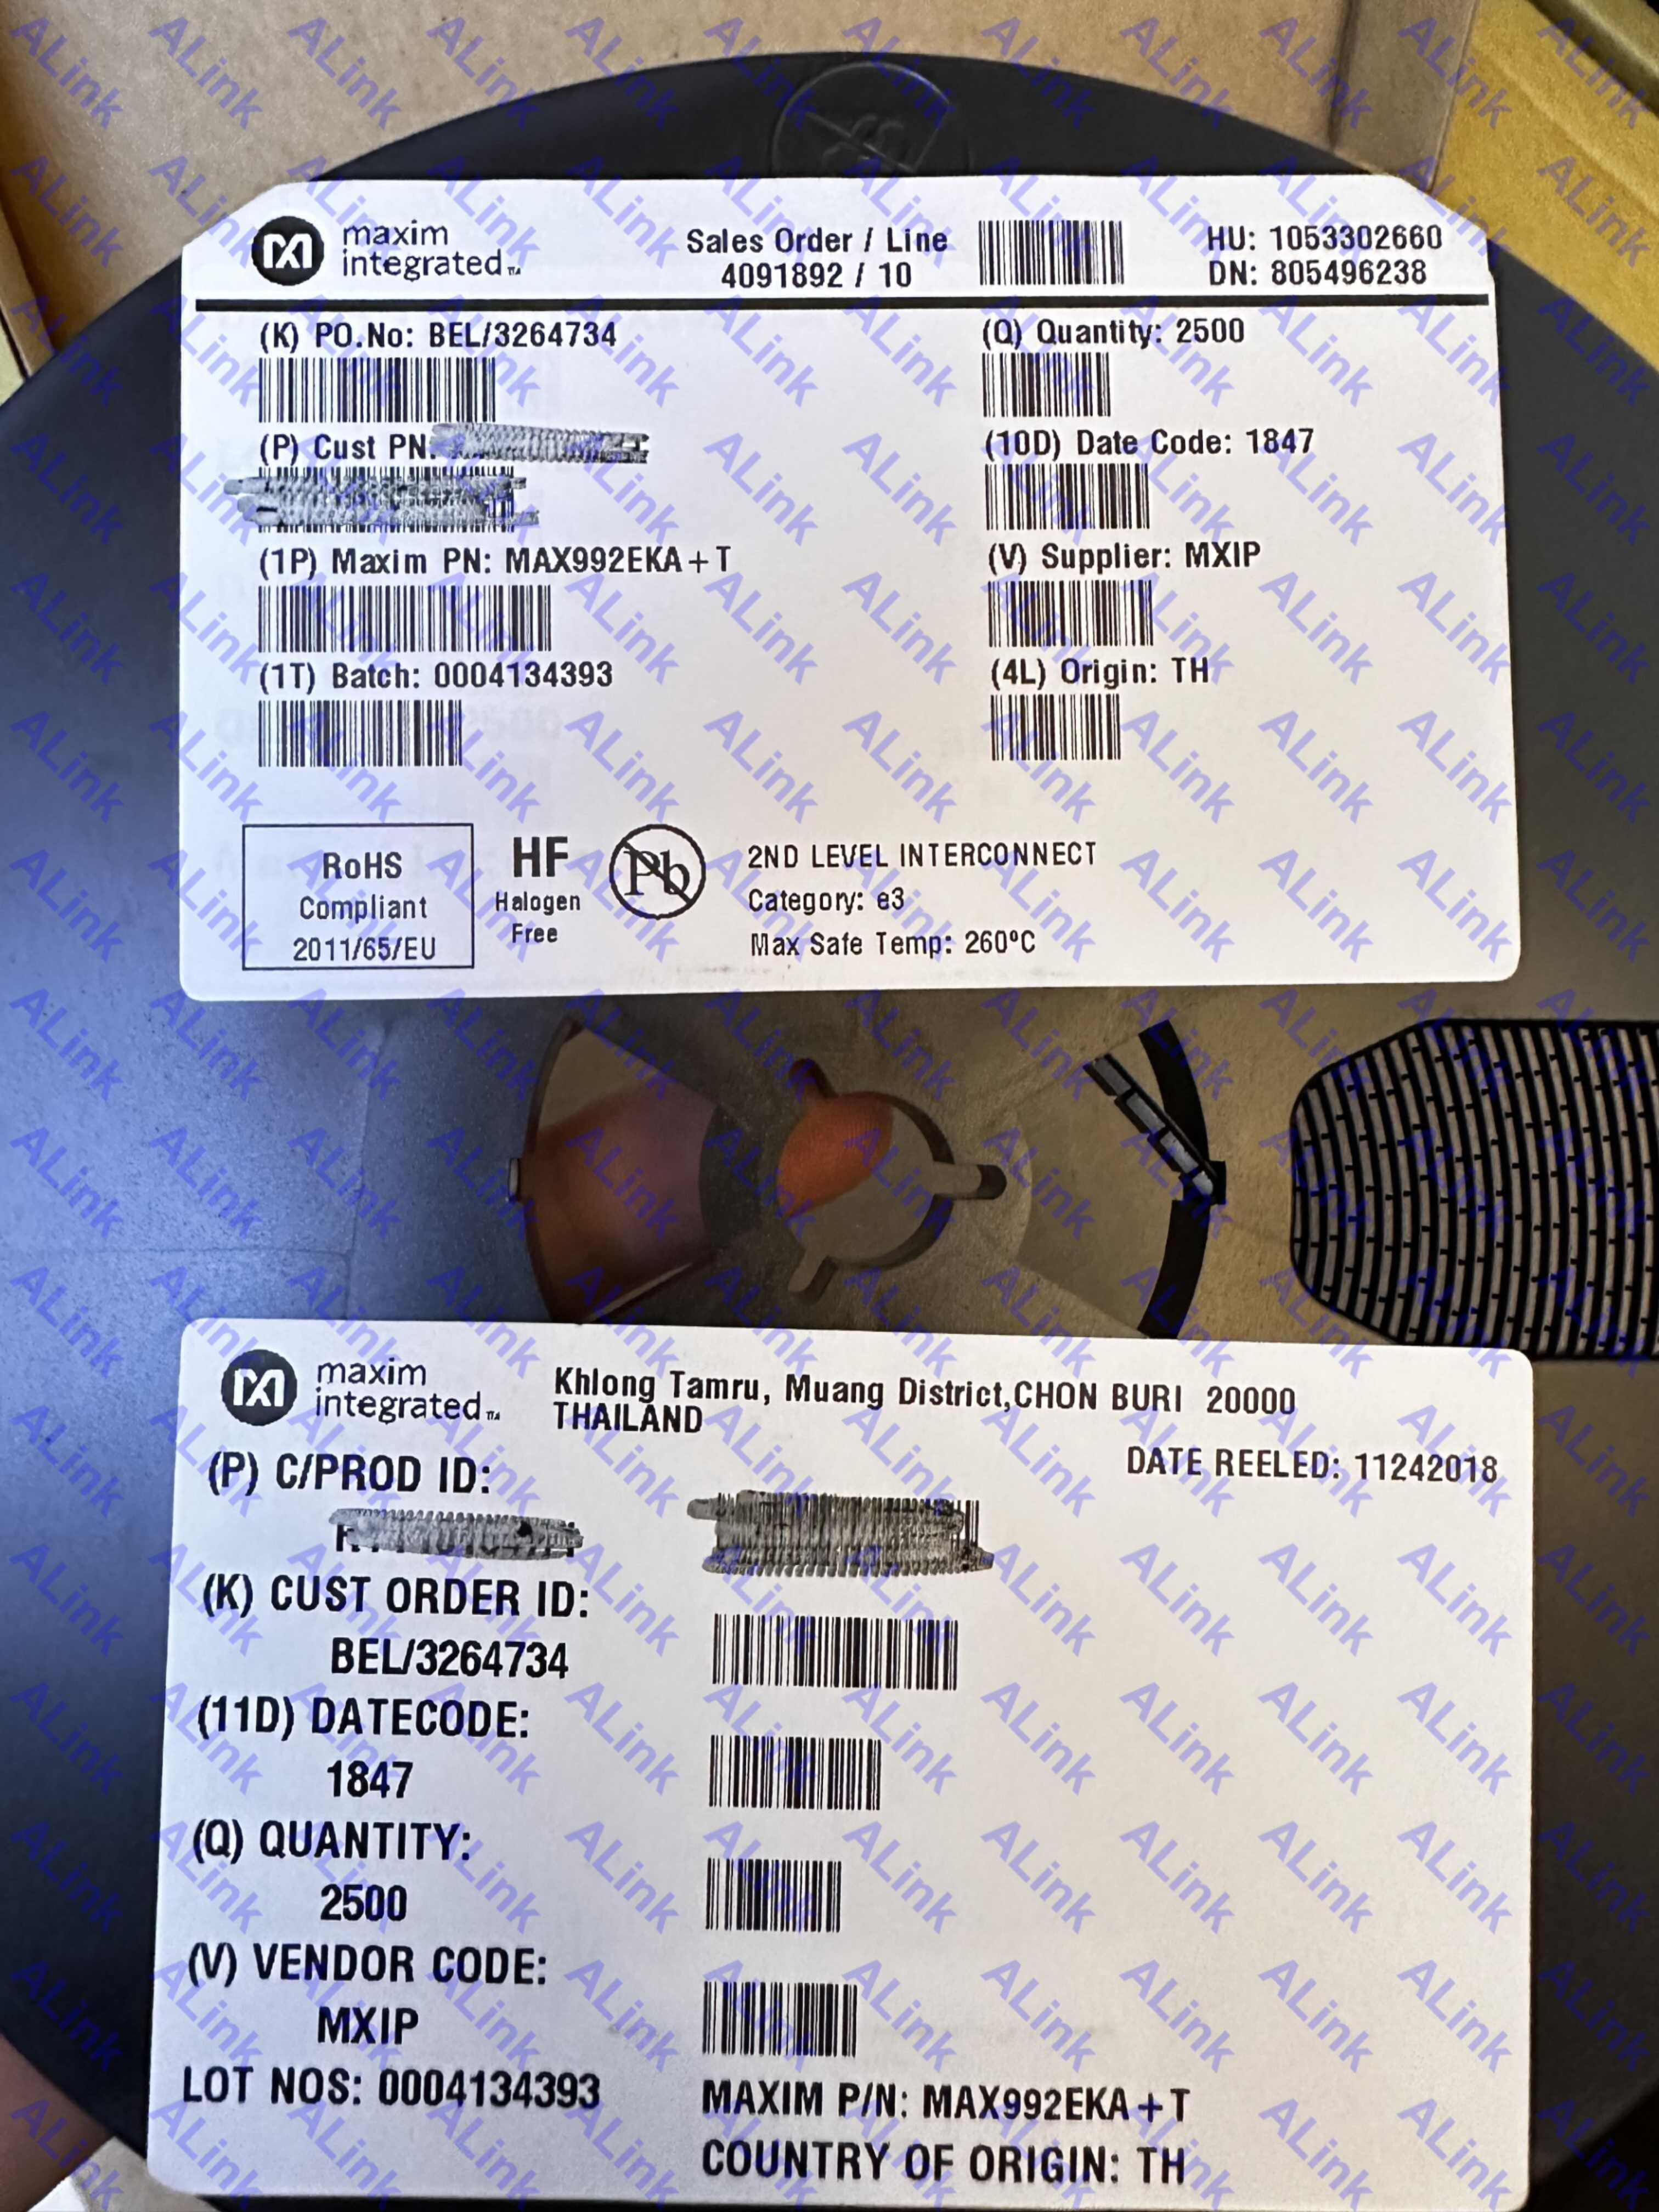 maxim
integrated™
Sales Order / Line
4091892 / 10
HU: 1053302660
DN: 805496238
(K) PO.No: BEL/3264734
(Q) Quantity: 2500
(P) Cust PN:
(10D) Date Code: 1847
(1P) Maxim PN: MAX992EKA+T
(V) Supplier: MXIP
(1T) Batch: 0004134393
(4L) Origin: TH
RoHS
Compliant
2011/65/EU
HF
Halogen
Free
Pb
2ND LEVEL INTERCONNECT
Category: e3
Max Safe Temp: 260ºC
maxim
integrated™
Khlong Tamru, Muang District,CHON BURI 20000
THAILAND
DATE REELED: 11242018
(P) C/PROD ID:
(K) CUST ORDER ID:
BEL/3264734
(11D) DATECODE:
1847
(Q) QUANTITY:
2500
(V) VENDOR CODE:
MXIP
LOT NOS: 0004134393
MAXIM P/N: MAX992EKA+T
COUNTRY OF ORIGIN: TH
ALink